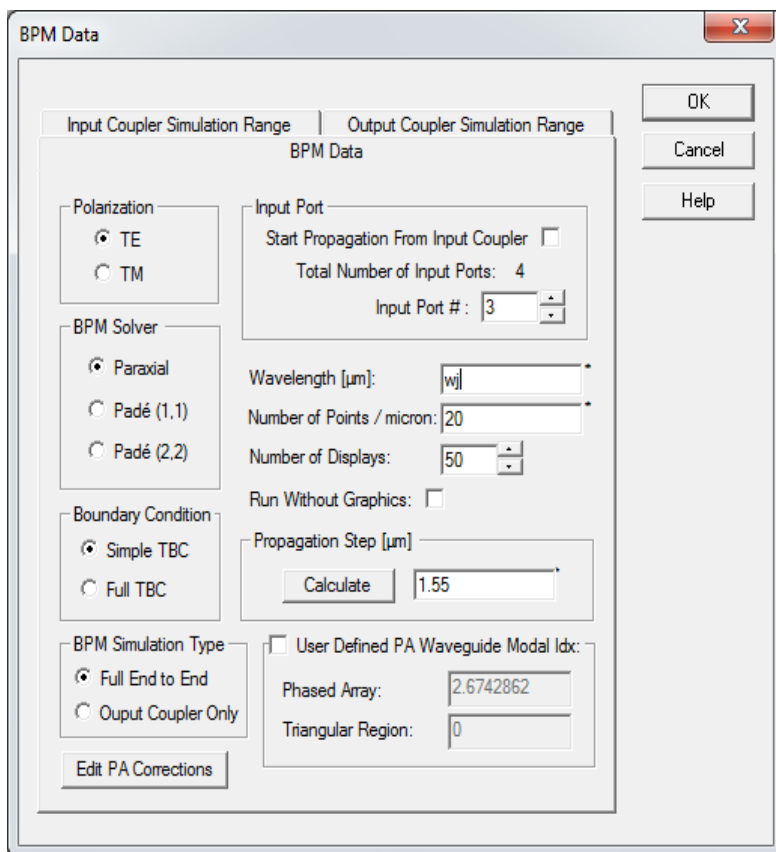 BPM Data
OK
Cancel
Help
Input Coupler Simulation Range
Output Coupler Simulation Range
BPM Data
Polarization
TE
TM
Input Port
Start Propagation From Input Coupler
Total Number of Input Ports: 4
Input Port # : 3
BPM Solver
Paraxial
Padé (1,1)
Padé (2,2)
Wavelength [µm]: wj *
Number of Points / micron: 20 *
Number of Displays: 50
Run Without Graphics:
Boundary Condition
Simple TBC
Full TBC
Propagation Step [µm]
Calculate 1.55 *
BPM Simulation Type
Full End to End
Ouput Coupler Only
User Defined PA Waveguide Modal Idx:
Phased Array: 2.6742862
Triangular Region: 0
Edit PA Corrections